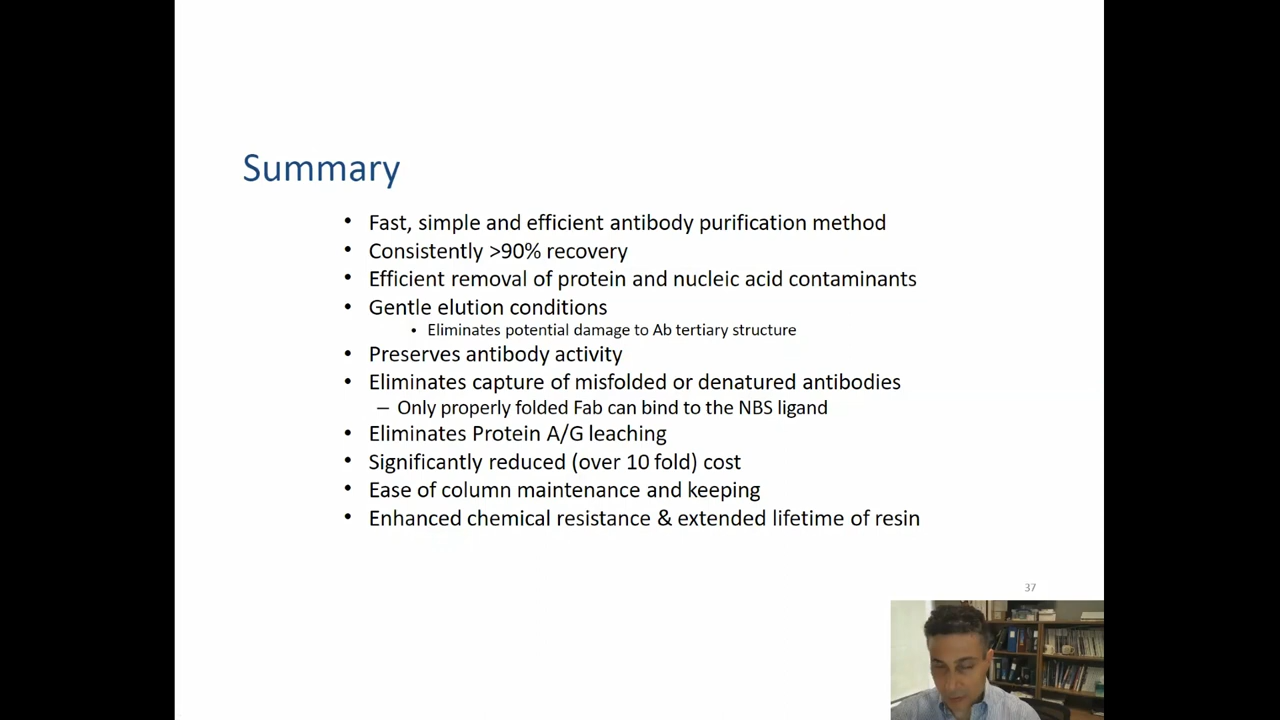 Summary
• Fast, simple and efficient antibody purification method
• Consistently >90% recovery
• Efficient removal of protein and nucleic acid contaminants
• Gentle elution conditions
• Eliminates potential damage to Ab tertiary structure
• Preserves antibody activity
• Eliminates capture of misfolded or denatured antibodies
– Only properly folded Fab can bind to the NBS ligand
• Eliminates Protein A/G leaching
• Significantly reduced (over 10 fold) cost
• Ease of column maintenance and keeping
• Enhanced chemical resistance & extended lifetime of resin
37